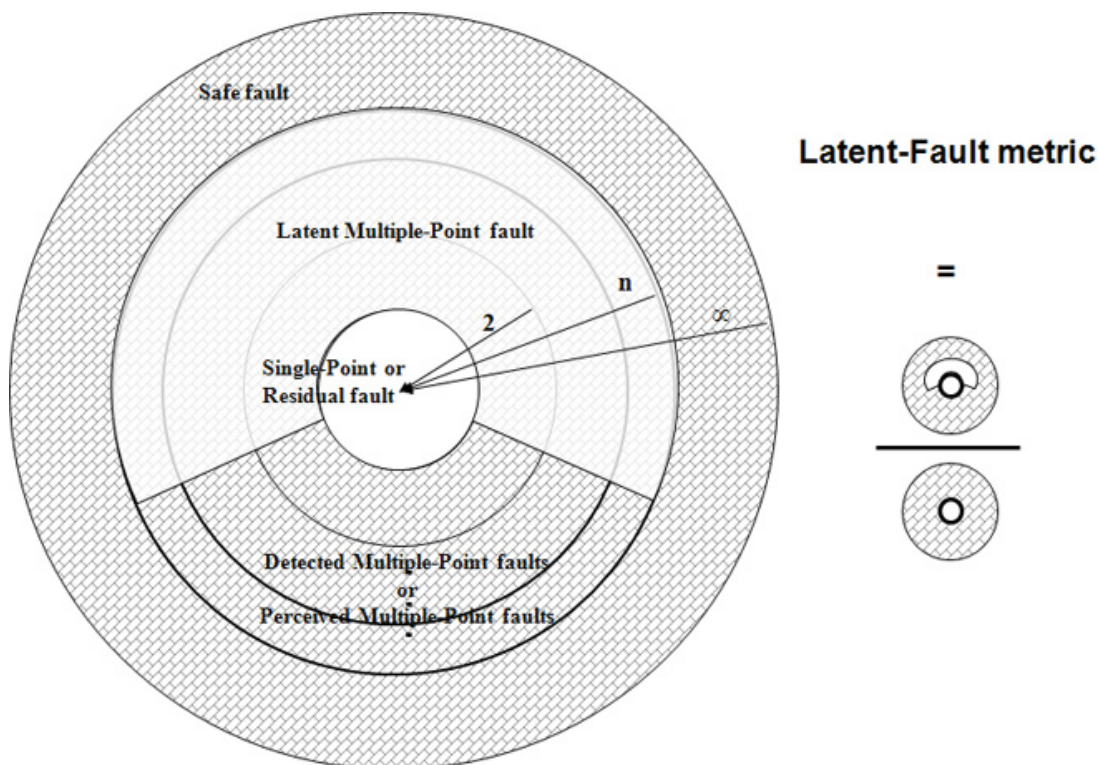 Safe fault
Latent-Fault metric
Latent Multiple-Point fault
=
n
∞
2
Single-Point or
Residual fault
Detected Multiple-Point faults
or
Perceived Multiple-Point faults